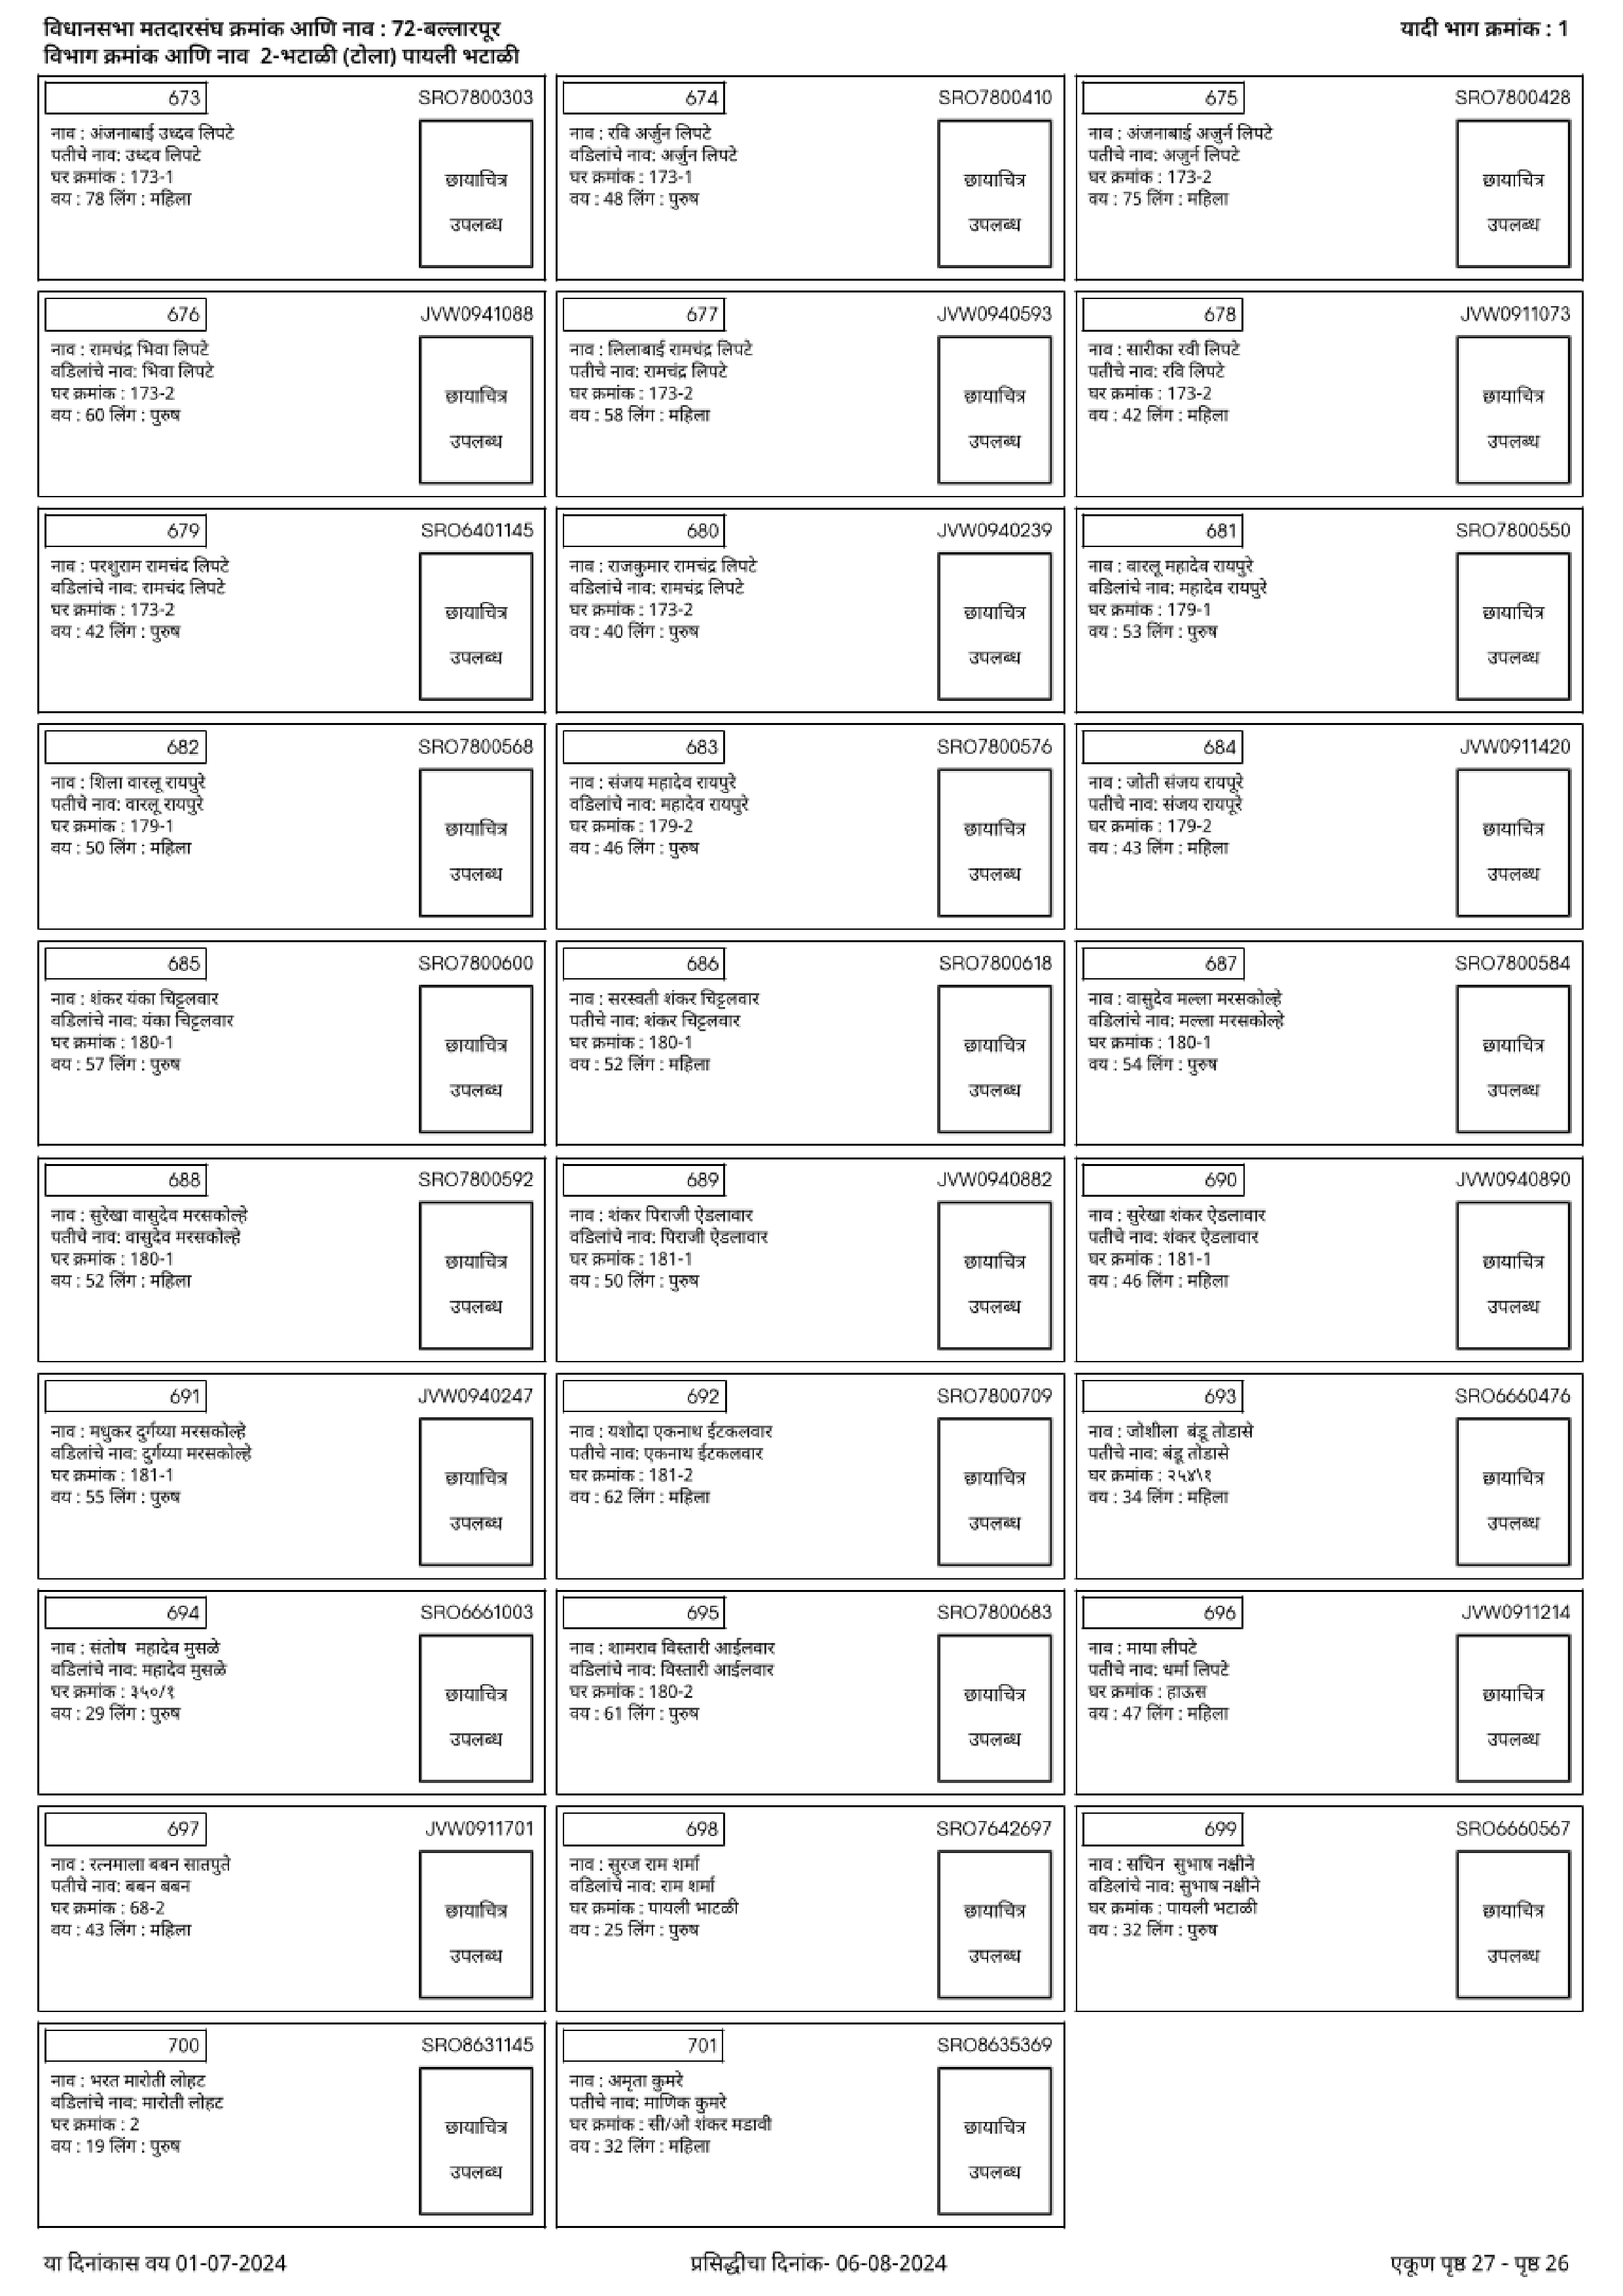 विधानसभा मतदारसंघ क्रमांक आणि नाव : 72-बल्लारपूर
यादी भाग क्रमांक : 1
विभाग क्रमांक आणि नाव 2-भटाळी (टोला) पायली भटाळी
673 SRO7800303
नाव : अंजनाबाई उध्दव लिपटे
पतीचे नाव: उध्दव लिपटे
घर क्रमांक : 173-1
वय : 78 लिंग : महिला
छायाचित्र
उपलब्ध
674 SRO7800410
नाव : रवि अर्जुन लिपटे
वडिलांचे नाव: अर्जुन लिपटे
घर क्रमांक : 173-1
वय : 48 लिंग : पुरुष
छायाचित्र
उपलब्ध
675 SRO7800428
नाव : अंजनाबाई अजुर्न लिपटे
पतीचे नाव: अजुर्न लिपटे
घर क्रमांक : 173-2
वय : 75 लिंग : महिला
छायाचित्र
उपलब्ध
676 JVW0941088
नाव : रामचंद्र भिवा लिपटे
वडिलांचे नाव: भिवा लिपटे
घर क्रमांक : 173-2
वय : 60 लिंग : पुरुष
छायाचित्र
उपलब्ध
677 JVW0940593
नाव : लिलाबाई रामचंद्र लिपटे
पतीचे नाव: रामचंद्र लिपटे
घर क्रमांक : 173-2
वय : 58 लिंग : महिला
छायाचित्र
उपलब्ध
678 JVW0911073
नाव : सारीका रवी लिपटे
पतीचे नाव: रवि लिपटे
घर क्रमांक : 173-2
वय : 42 लिंग : महिला
छायाचित्र
उपलब्ध
679 SRO6401145
नाव : परशुराम रामचंद लिपटे
वडिलांचे नाव: रामचंद लिपटे
घर क्रमांक : 173-2
वय : 42 लिंग : पुरुष
छायाचित्र
उपलब्ध
680 JVW0940239
नाव : राजकुमार रामचंद्र लिपटे
वडिलांचे नाव: रामचंद्र लिपटे
घर क्रमांक : 173-2
वय : 40 लिंग : पुरुष
छायाचित्र
उपलब्ध
681 SRO7800550
नाव : वारलू महादेव रायपुरे
वडिलांचे नाव: महादेव रायपुरे
घर क्रमांक : 179-1
वय : 53 लिंग : पुरुष
छायाचित्र
उपलब्ध
682 SRO7800568
नाव : शिला वारलू रायपुरे
पतीचे नाव: वारलू रायपुरे
घर क्रमांक : 179-1
वय : 50 लिंग : महिला
छायाचित्र
उपलब्ध
683 SRO7800576
नाव : संजय महादेव रायपुरे
वडिलांचे नाव: महादेव रायपुरे
घर क्रमांक : 179-2
वय : 46 लिंग : पुरुष
छायाचित्र
उपलब्ध
684 JVW0911420
नाव : जोती संजय रायपूरे
पतीचे नाव: संजय रायपूरे
घर क्रमांक : 179-2
वय : 43 लिंग : महिला
छायाचित्र
उपलब्ध
685 SRO7800600
नाव : शंकर यंका चिट्टलवार
वडिलांचे नाव: यंका चिट्टलवार
घर क्रमांक : 180-1
वय : 57 लिंग : पुरुष
छायाचित्र
उपलब्ध
686 SRO7800618
नाव : सरस्वती शंकर चिट्टलवार
पतीचे नाव: शंकर चिट्टलवार
घर क्रमांक : 180-1
वय : 52 लिंग : महिला
छायाचित्र
उपलब्ध
687 SRO7800584
नाव : वासुदेव मल्ला मरसकोल्हे
वडिलांचे नाव: मल्ला मरसकोल्हे
घर क्रमांक : 180-1
वय : 54 लिंग : पुरुष
छायाचित्र
उपलब्ध
688 SRO7800592
नाव : सुरेखा वासुदेव मरसकोल्हे
पतीचे नाव: वासुदेव मरसकोल्हे
घर क्रमांक : 180-1
वय : 52 लिंग : महिला
छायाचित्र
उपलब्ध
689 JVW0940882
नाव : शंकर पिराजी ऐडलावार
वडिलांचे नाव: पिराजी ऐडलावार
घर क्रमांक : 181-1
वय : 50 लिंग : पुरुष
छायाचित्र
उपलब्ध
690 JVW0940890
नाव : सुरेखा शंकर ऐडलावार
पतीचे नाव: शंकर ऐडलावार
घर क्रमांक : 181-1
वय : 46 लिंग : महिला
छायाचित्र
उपलब्ध
691 JVW0940247
नाव : मधुकर दुर्गय्या मरसकोल्हे
वडिलांचे नाव: दुर्गय्या मरसकोल्हे
घर क्रमांक : 181-1
वय : 55 लिंग : पुरुष
छायाचित्र
उपलब्ध
692 SRO7800709
नाव : यशोदा एकनाथ ईटकलवार
पतीचे नाव: एकनाथ ईटकलवार
घर क्रमांक : 181-2
वय : 62 लिंग : महिला
छायाचित्र
उपलब्ध
693 SRO6660476
नाव : जोशीला बंडू तोडासे
पतीचे नाव: बंडू तोडासे
घर क्रमांक : २५४\१
वय : 34 लिंग : महिला
छायाचित्र
उपलब्ध
694 SRO6661003
नाव : संतोष महादेव मुसळे
वडिलांचे नाव: महादेव मुसळे
घर क्रमांक : ३५०/१
वय : 29 लिंग : पुरुष
छायाचित्र
उपलब्ध
695 SRO7800683
नाव : शामराव विस्तारी आईलवार
वडिलांचे नाव: विस्तारी आईलवार
घर क्रमांक : 180-2
वय : 61 लिंग : पुरुष
छायाचित्र
उपलब्ध
696 JVW0911214
नाव : माया लीपटे
पतीचे नाव: धर्मा लिपटे
घर क्रमांक : हाऊस
वय : 47 लिंग : महिला
छायाचित्र
उपलब्ध
697 JVW0911701
नाव : रत्नमाला बबन सातपुते
पतीचे नाव: बबन बबन
घर क्रमांक : 68-2
वय : 43 लिंग : महिला
छायाचित्र
उपलब्ध
698 SRO7642697
नाव : सुरज राम शर्मा
वडिलांचे नाव: राम शर्मा
घर क्रमांक : पायली भाटळी
वय : 25 लिंग : पुरुष
छायाचित्र
उपलब्ध
699 SRO6660567
नाव : सचिन सुभाष नक्षीने
वडिलांचे नाव: सुभाष नक्षीने
घर क्रमांक : पायली भटाळी
वय : 32 लिंग : पुरुष
छायाचित्र
उपलब्ध
700 SRO8631145
नाव : भरत मारोती लोहट
वडिलांचे नाव: मारोती लोहट
घर क्रमांक : 2
वय : 19 लिंग : पुरुष
छायाचित्र
उपलब्ध
701 SRO8635369
नाव : अमृता कुमरे
पतीचे नाव: माणिक कुमरे
घर क्रमांक : सी/ओ शंकर मडावी
वय : 32 लिंग : महिला
छायाचित्र
उपलब्ध
या दिनांकास वय 01-07-2024
प्रसिद्धीचा दिनांक- 06-08-2024
एकूण पृष्ठ 27 - पृष्ठ 26